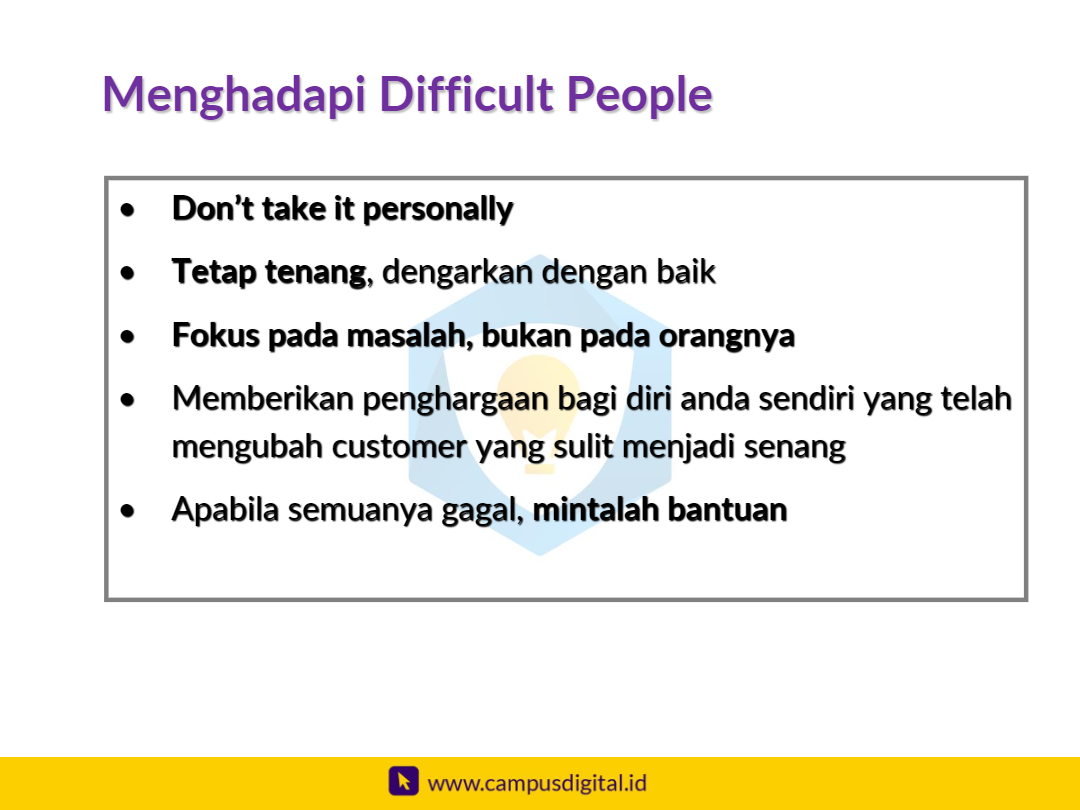 Menghadapi Difficult People
• Don’t take it personally
• Tetap tenang, dengarkan dengan baik
• Fokus pada masalah, bukan pada orangnya
• Memberikan penghargaan bagi diri anda sendiri yang telah
mengubah customer yang sulit menjadi senang
• Apabila semuanya gagal, mintalah bantuan
www.campusdigital.id